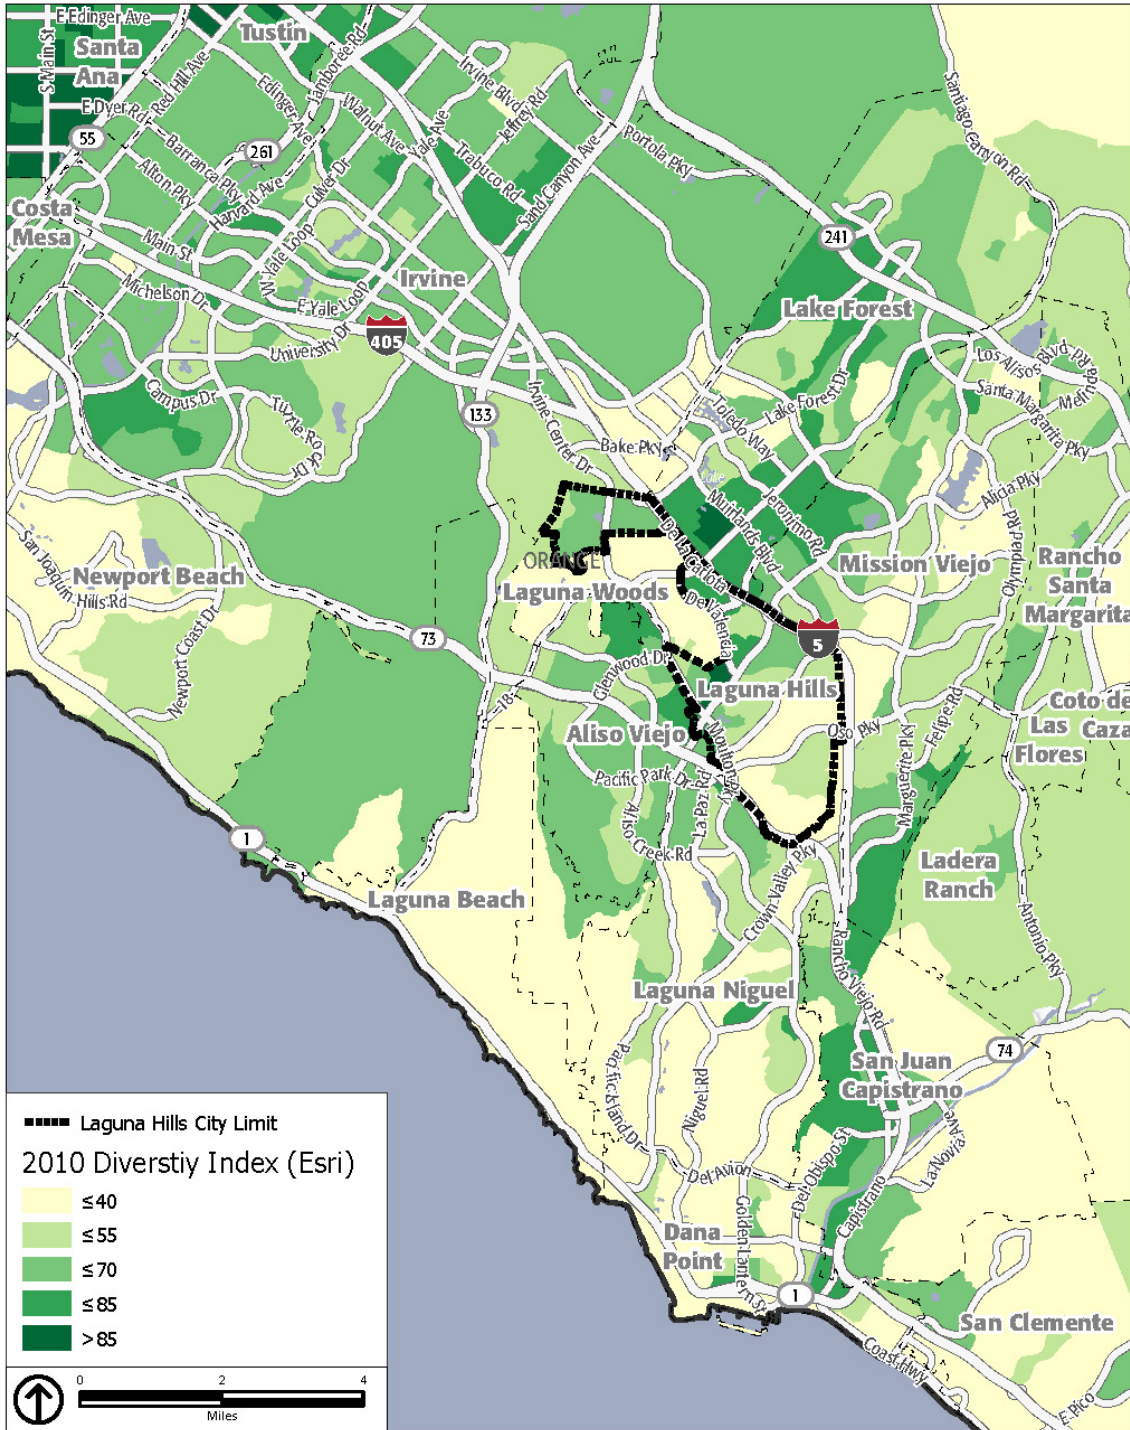 E Edinger Ave
Tustin
Santa
Ana
S Main St
Red Hill Ave
Edinger Ave
Jamboree Rd
Irvine Blvd
Jeffrey Rd
E Dyer Rd
Walnut Ave
Yale Ave
55
Barranca Pky
261
Trabuco Rd
Sand Canyon Ave
Portola Pky
Santiago Canyon Rd
Alton Pky
Harvard Ave
Culver Dr
Costa
Mesa
Main St
W Yale Loop
241
Irvine
Michelson Dr
E Yale Loop
Lake Forest
405
University Dr
Los Alisos Blvd
Campus Dr
Santa Margarita Pky
Turtle Rock Dr
133
Irvine Center Dr
Toledo Way
Lake Forest Dr
Bake Pky
Lake
Alicia Pky
Muirlands Blvd
Jeronimo Rd
Olympiad Rd
San Joaquin Hills Rd
Newport Beach
ORANGE
Laguna Woods
De La Carlota
De Valencia
Mission Viejo
Rancho
Santa
Margarita
Newport Coast Dr
73
5
Glenwood Dr
Laguna Hills
18
Aliso Viejo
Moulton Pky
Oso Pky
Felipe Rd
Coto de
Las
Caza
Flores
Marguerite Pky
Pacific Park Dr
La Paz Rd
Aliso Creek Rd
1
Crown Valley Pky
Ladera
Ranch
Laguna Beach
Antonio Pky
Laguna Niguel
Rancho Viejo Rd
74
San Juan
Capistrano
Pacific Island Dr
Niguel Rd
Del Obispo St
La Novia Ave
Del Avion
Golden Lantern St
Capistrano
Dana
Point
1
San Clemente
Coast Hwy
E Pico
Laguna Hills City Limit
2010 Diverstiy Index (Esri)
≤40
≤55
≤70
≤85
>85
0 2 4
Miles